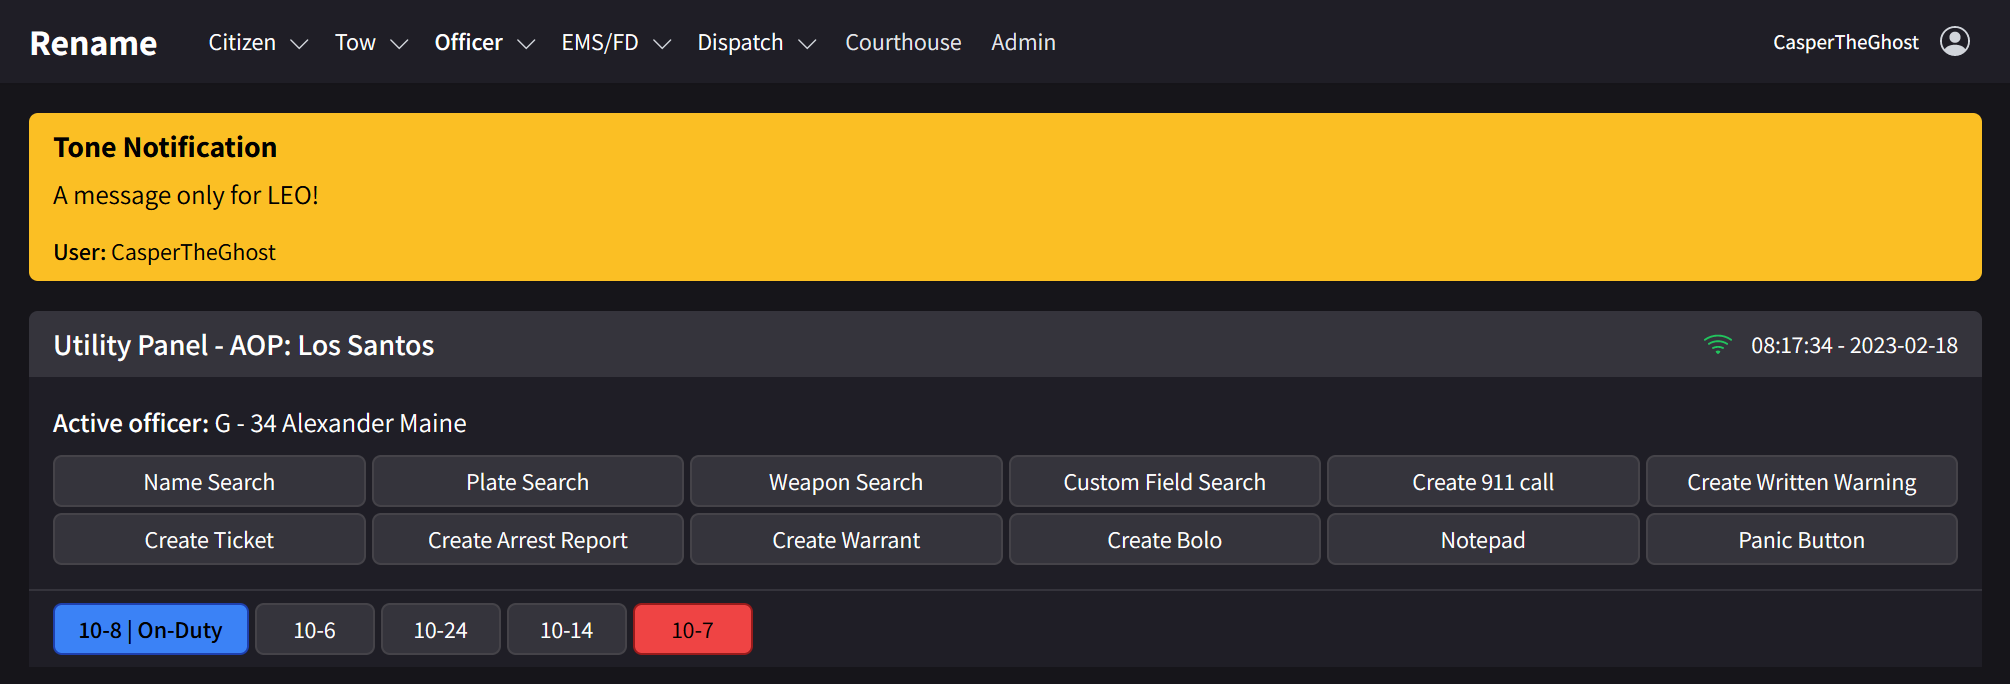 Rename Citizen Tow Officer EMS/FD Dispatch Courthouse Admin CasperTheGhost
Tone Notification
A message only for LEO!
User: CasperTheGhost
Utility Panel - AOP: Los Santos 08:17:34 - 2023-02-18
Active officer: G - 34 Alexander Maine
Name Search Plate Search Weapon Search Custom Field Search Create 911 call Create Written Warning
Create Ticket Create Arrest Report Create Warrant Create Bolo Notepad Panic Button
10-8 | On-Duty 10-6 10-24 10-14 10-7